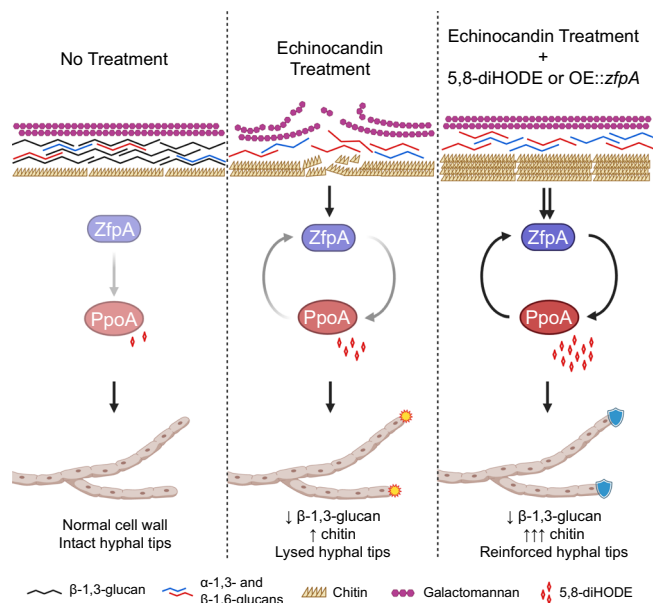 No Treatment
ZfpA
PpoA
Normal cell wall
Intact hyphal tips
Echinocandin
Treatment
ZfpA
PpoA
↓ β-1,3-glucan
↑ chitin
Lysed hyphal tips
Echinocandin Treatment
+
5,8-diHODE or OE::zfpA
ZfpA
PpoA
↓ β-1,3-glucan
↑↑↑ chitin
Reinforced hyphal tips
β-1,3-glucan
α-1,3- and
β-1,6-glucans
Chitin
Galactomannan
5,8-diHODE